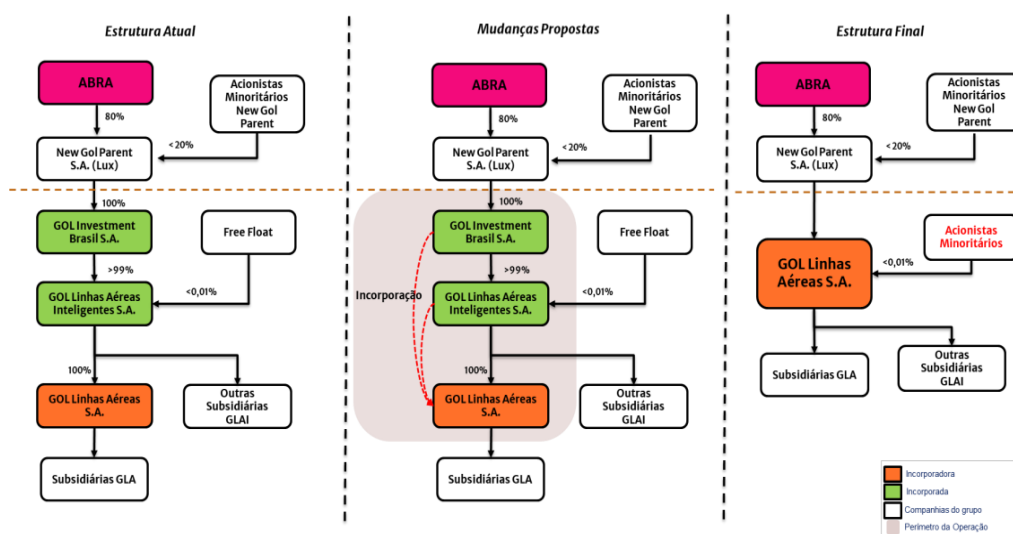 Estrutura Atual
ABRA
Acionistas
Minoritários
New Gol
Parent
80%
<20%
New Gol Parent
S.A. (Lux)
100%
GOL Investment
Brasil S.A.
Free Float
>99%
<0,01%
GOL Linhas Aéreas
Inteligentes S.A.
100%
GOL Linhas Aéreas
S.A.
Outras
Subsidiárias
GLAI
Subsidiárias GLA
Mudanças Propostas
ABRA
Acionistas
Minoritários
New Gol
Parent
80%
<20%
New Gol Parent
S.A. (Lux)
100%
GOL Investment
Brasil S.A.
Free Float
>99%
Incorporação
<0,01%
GOL Linhas Aéreas
Inteligentes S.A.
100%
GOL Linhas Aéreas
S.A.
Outras
Subsidiárias
GLAI
Subsidiárias GLA
Estrutura Final
ABRA
Acionistas
Minoritários
New Gol
Parent
80%
<20%
New Gol Parent
S.A. (Lux)
Acionistas
Minoritários
<0,01%
GOL Linhas
Aéreas S.A.
Subsidiárias GLA
Outras
Subsidiárias
GLAI
Incorporadora
Incorporada
Companhias do grupo
Perímetro da Operação